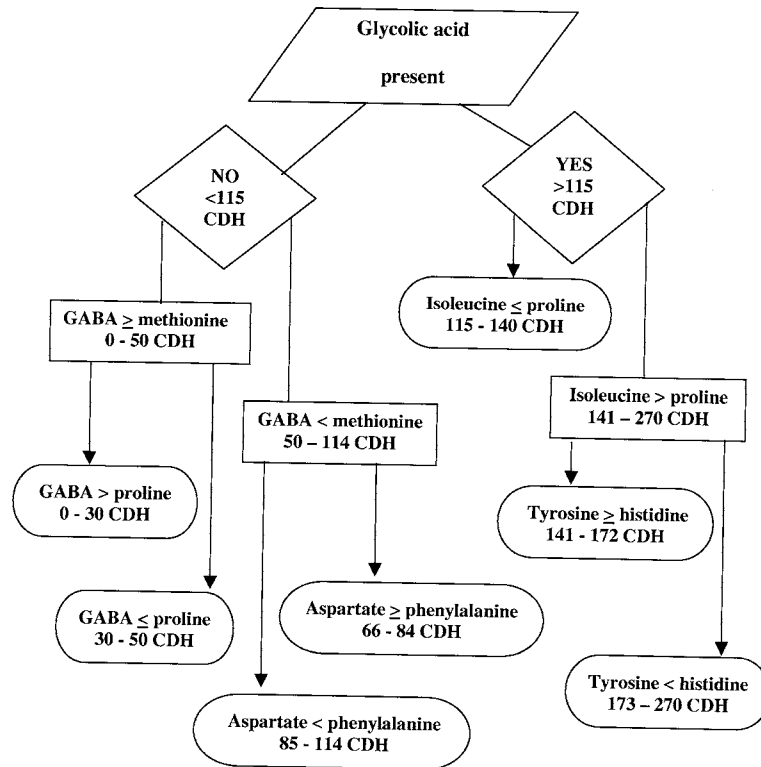 Glycolic acid
present
NO
<115
CDH
YES
>115
CDH
GABA ≥ methionine
0 - 50 CDH
Isoleucine ≤ proline
115 - 140 CDH
GABA < methionine
50 – 114 CDH
Isoleucine > proline
141 – 270 CDH
GABA > proline
0 - 30 CDH
Tyrosine ≥ histidine
141 - 172 CDH
GABA ≤ proline
30 - 50 CDH
Aspartate ≥ phenylalanine
66 - 84 CDH
Tyrosine < histidine
173 – 270 CDH
Aspartate < phenylalanine
85 - 114 CDH